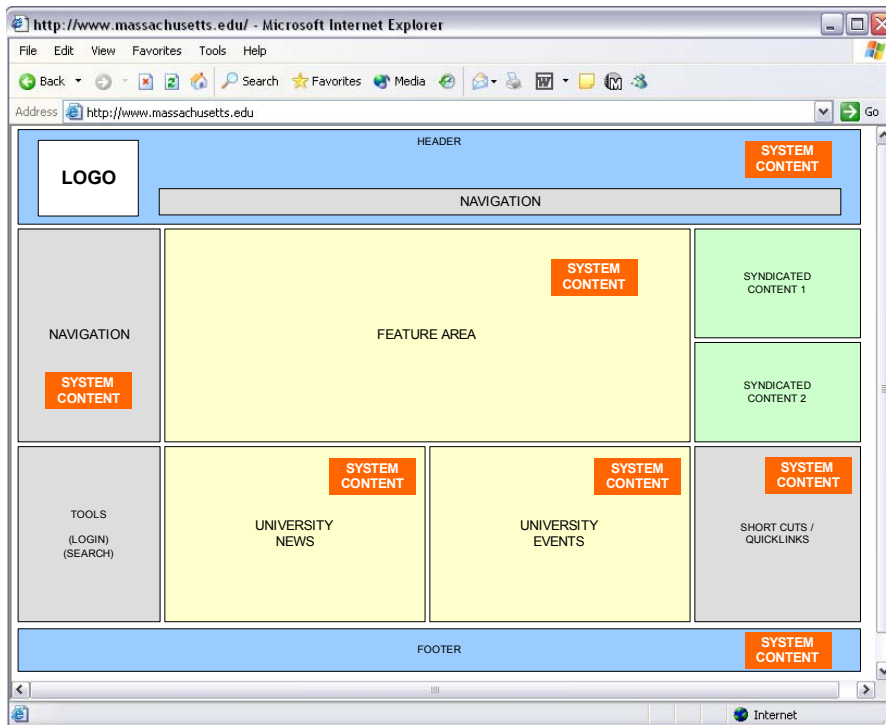 http://www.massachusetts.edu/ - Microsoft Internet Explorer
File Edit View Favorites Tools Help
Back Search Favorites Media
Address http://www.massachusetts.edu Go
HEADER
SYSTEM
CONTENT
LOGO
NAVIGATION
NAVIGATION
SYSTEM
CONTENT
FEATURE AREA
SYSTEM
CONTENT
SYNDICATED
CONTENT 1
SYNDICATED
CONTENT 2
TOOLS
(LOGIN)
(SEARCH)
SYSTEM
CONTENT
UNIVERSITY
NEWS
SYSTEM
CONTENT
UNIVERSITY
EVENTS
SYSTEM
CONTENT
SHORT CUTS /
QUICKLINKS
FOOTER
SYSTEM
CONTENT
Internet